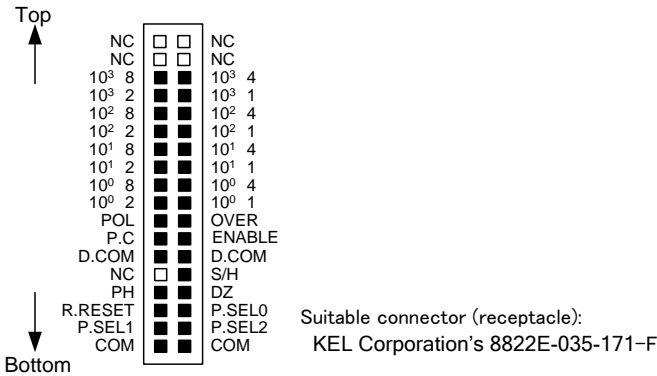 Top
NC NC
NC NC
10³ 8 10³ 4
10³ 2 10³ 1
10² 8 10² 4
10² 2 10² 1
10¹ 8 10¹ 4
10¹ 2 10¹ 1
10⁰ 8 10⁰ 4
10⁰ 2 10⁰ 1
POL OVER
P.C ENABLE
D.COM D.COM
NC S/H
PH DZ
R.RESET P.SEL0
P.SEL1 P.SEL2
COM COM
Bottom
Suitable connector (receptacle):
KEL Corporation's 8822E-035-171-F